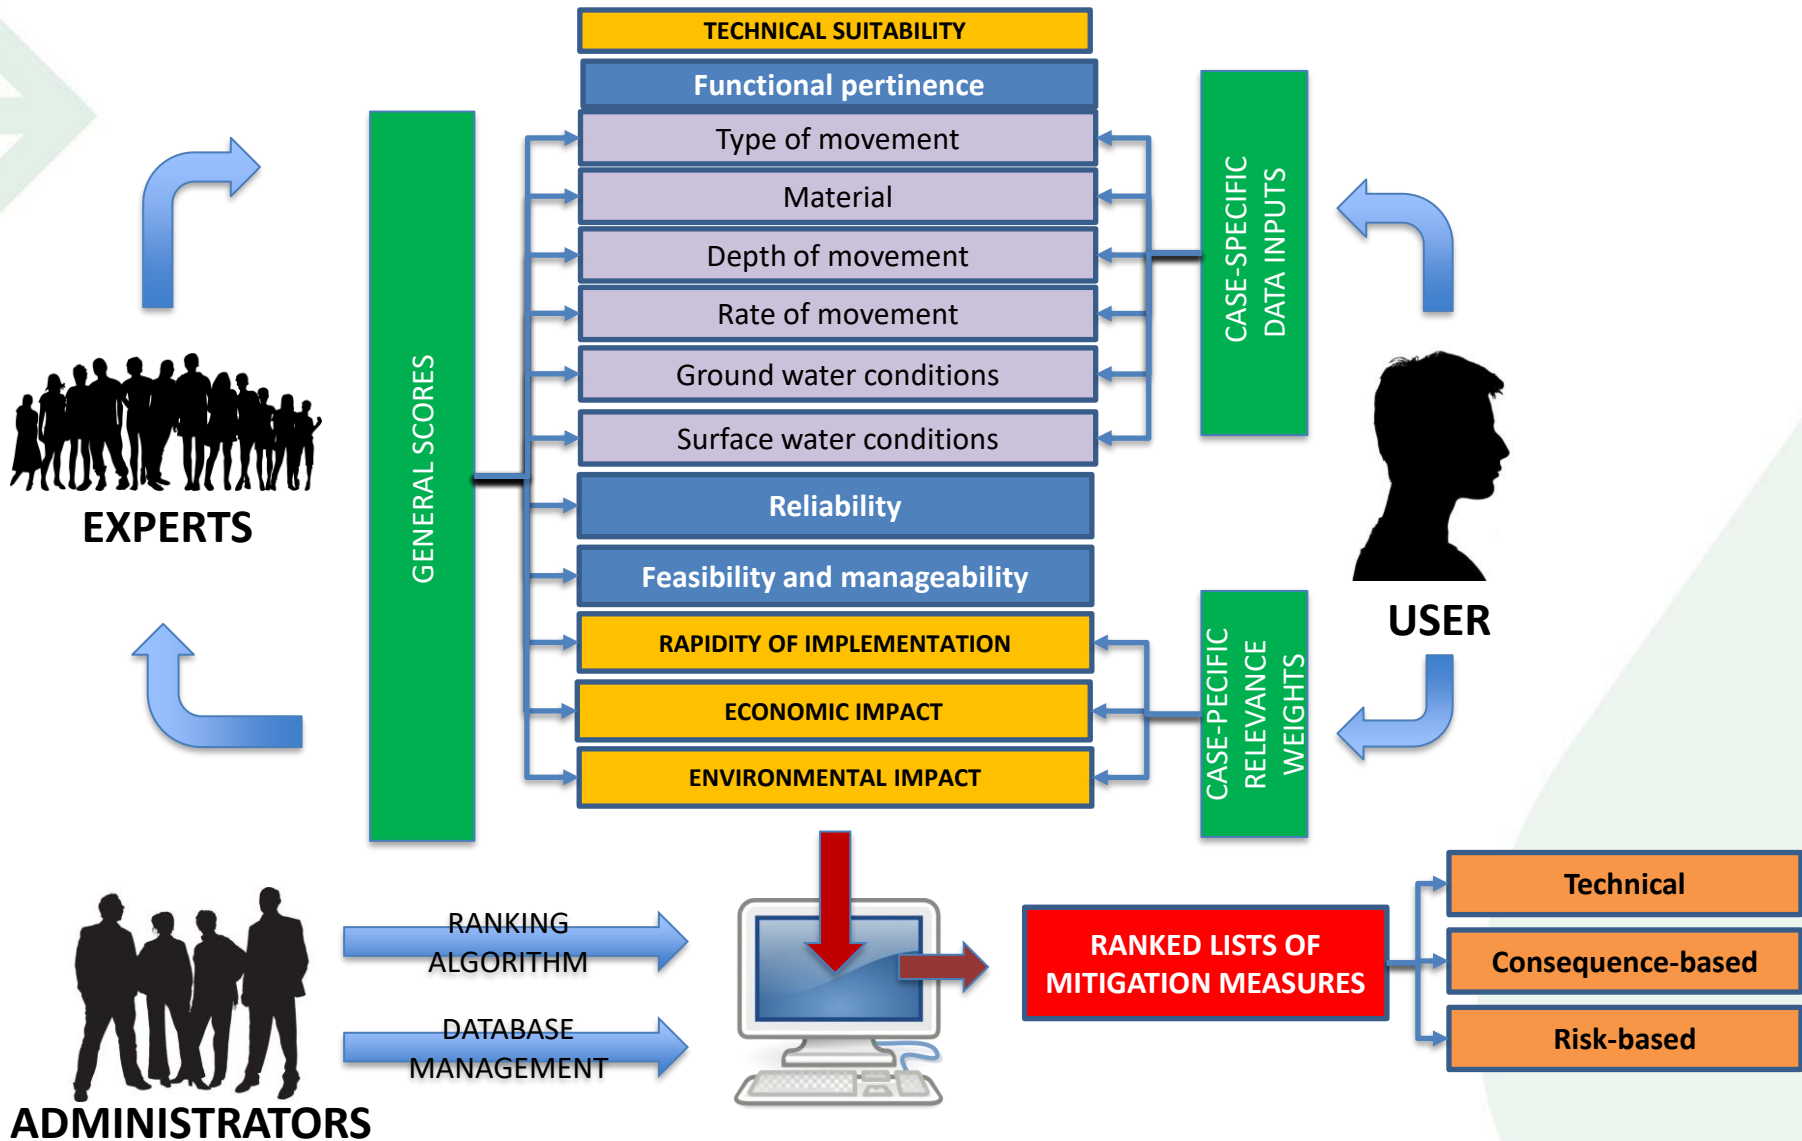 TECHNICAL SUITABILITY
Functional pertinence
Type of movement
Material
Depth of movement
Rate of movement
Ground water conditions
Surface water conditions
Reliability
Feasibility and manageability
RAPIDITY OF IMPLEMENTATION
ECONOMIC IMPACT
ENVIRONMENTAL IMPACT
GENERAL SCORES
CASE-SPECIFIC
DATA INPUTS
CASE-PECIFIC
RELEVANCE
WEIGHTS
EXPERTS
USER
ADMINISTRATORS
RANKING
ALGORITHM
DATABASE
MANAGEMENT
RANKED LISTS OF
MITIGATION MEASURES
Technical
Consequence-based
Risk-based